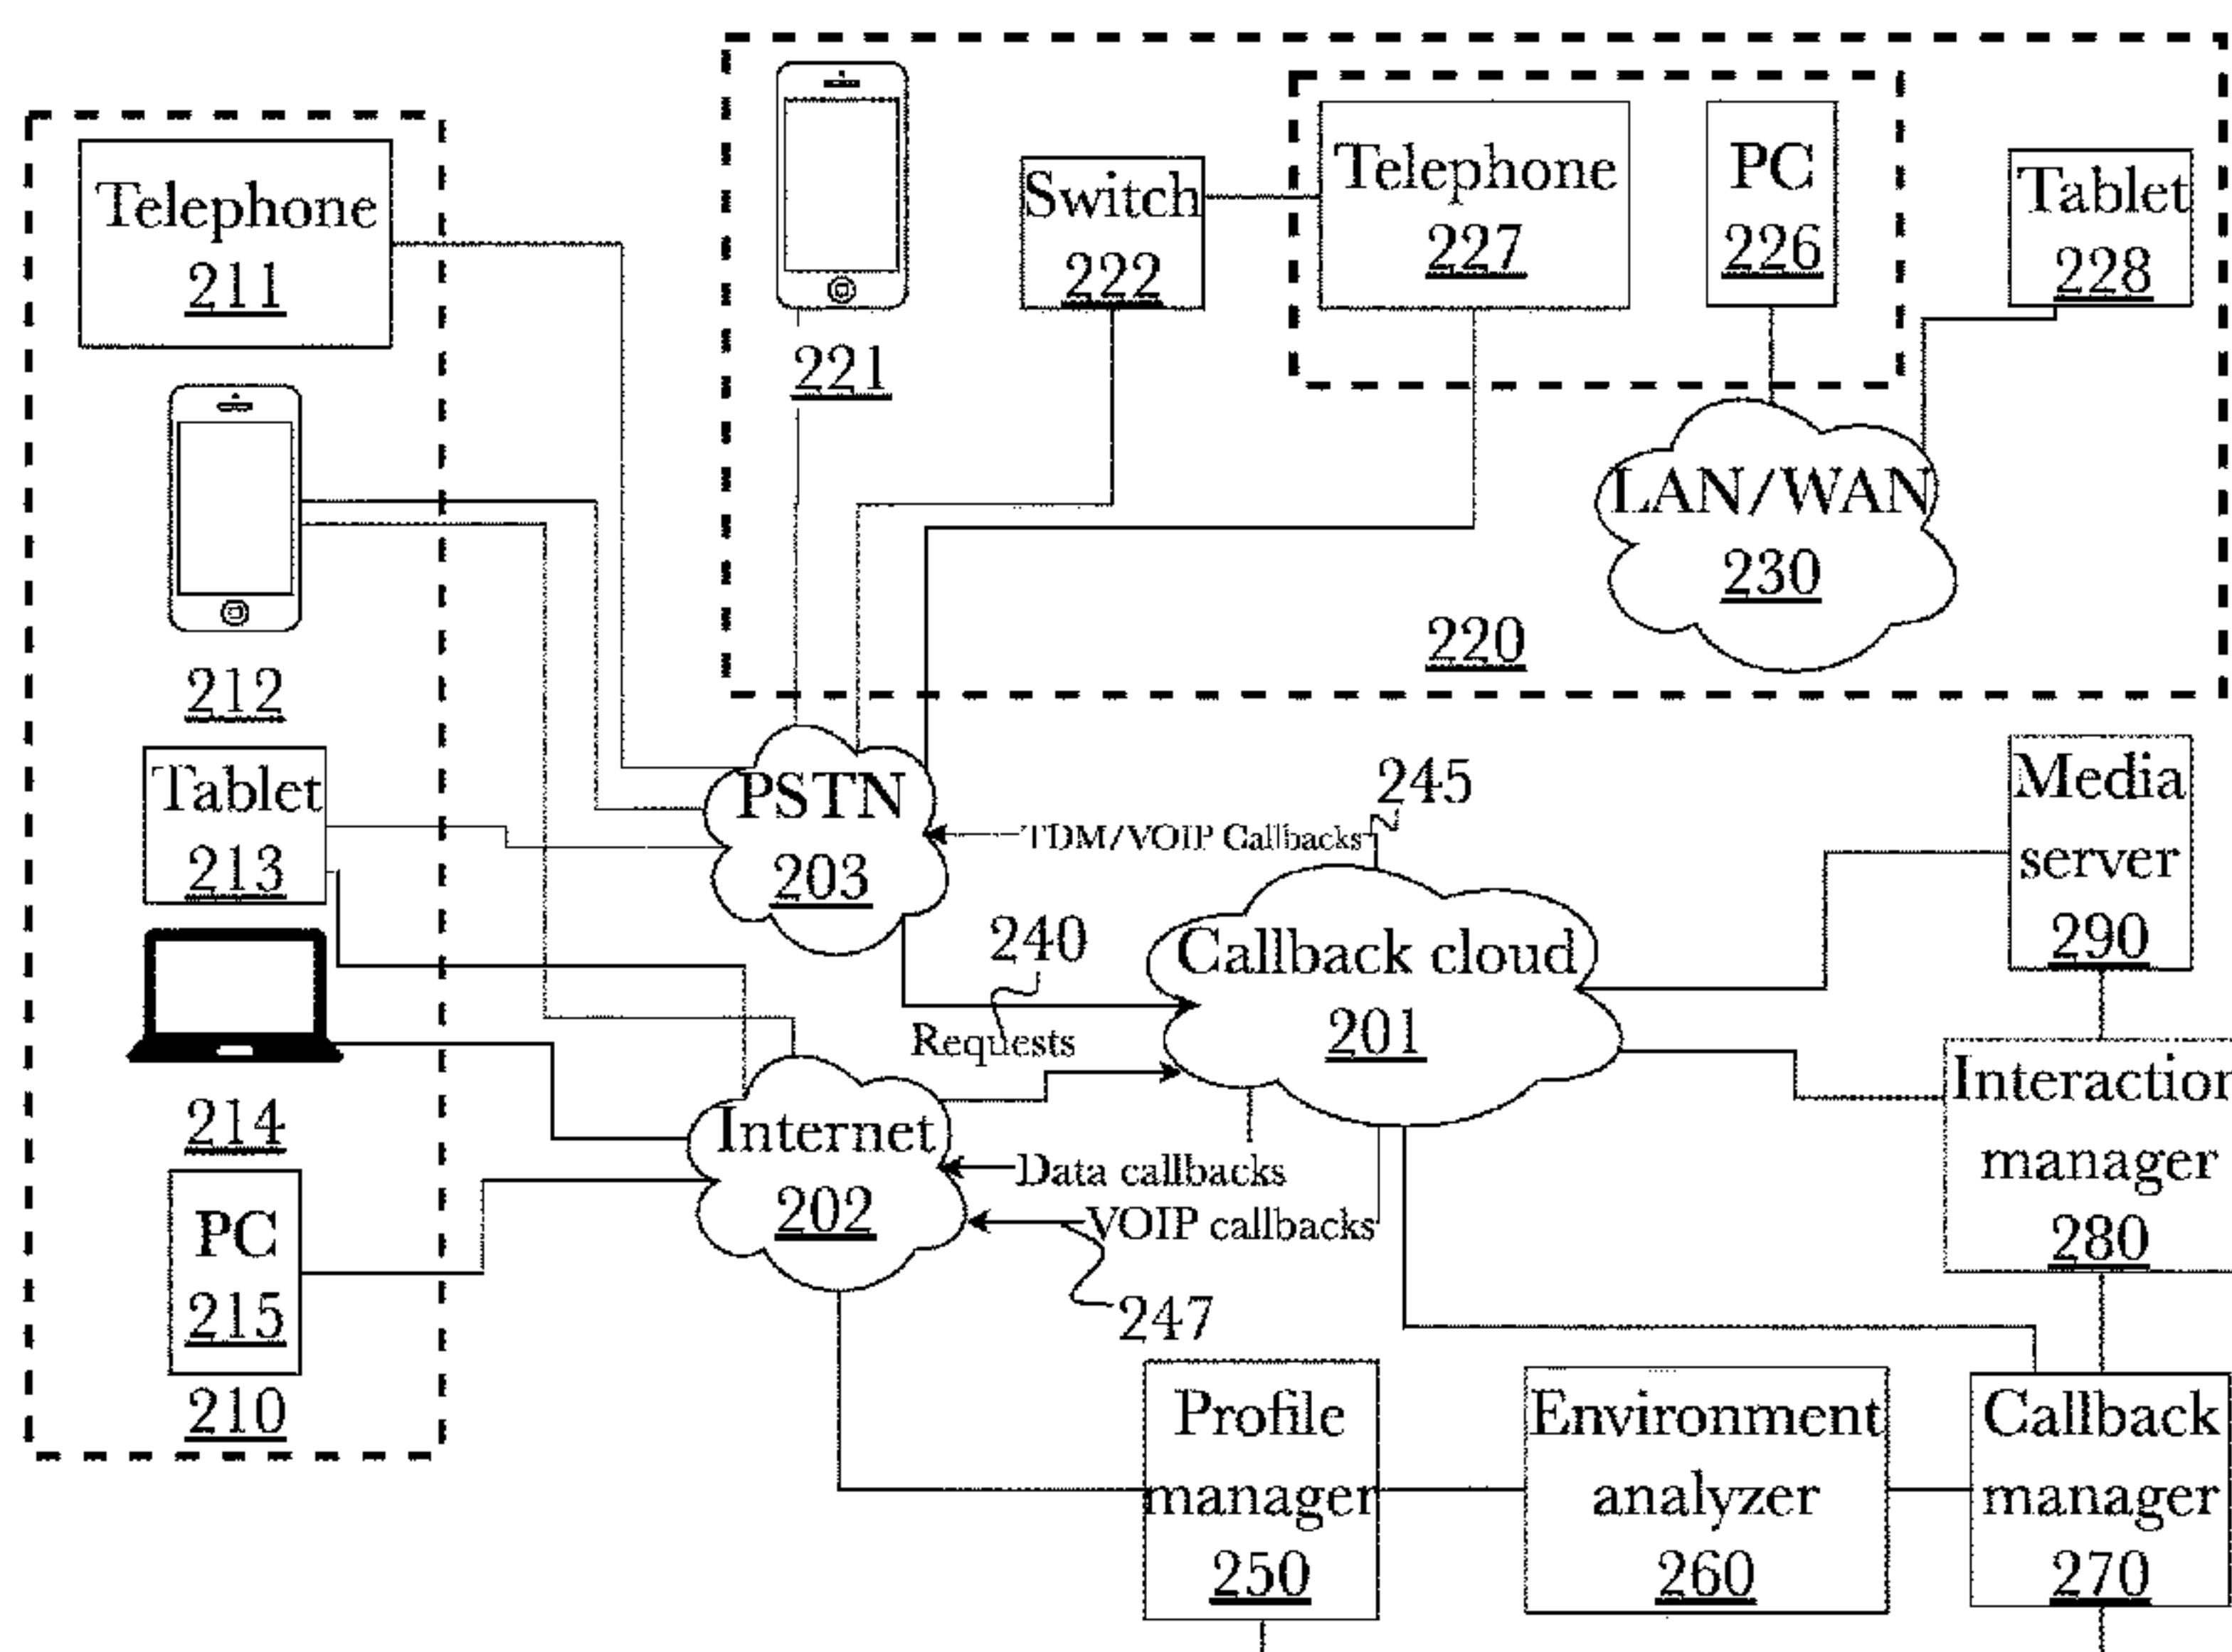 Telephone
211
212
Tablet
213
214
PC
215
210
221
Switch
222
Telephone
227
PC
226
Tablet
228
LAN/WAN
230
220
PSTN
203
TDM/VOIP Callbacks
245
240
Requests
Callback cloud
201
Internet
202
Data callbacks
VOIP callbacks
247
Media
server
290
Interaction
manager
280
Profile
manager
250
Environment
analyzer
260
Callback
manager
270